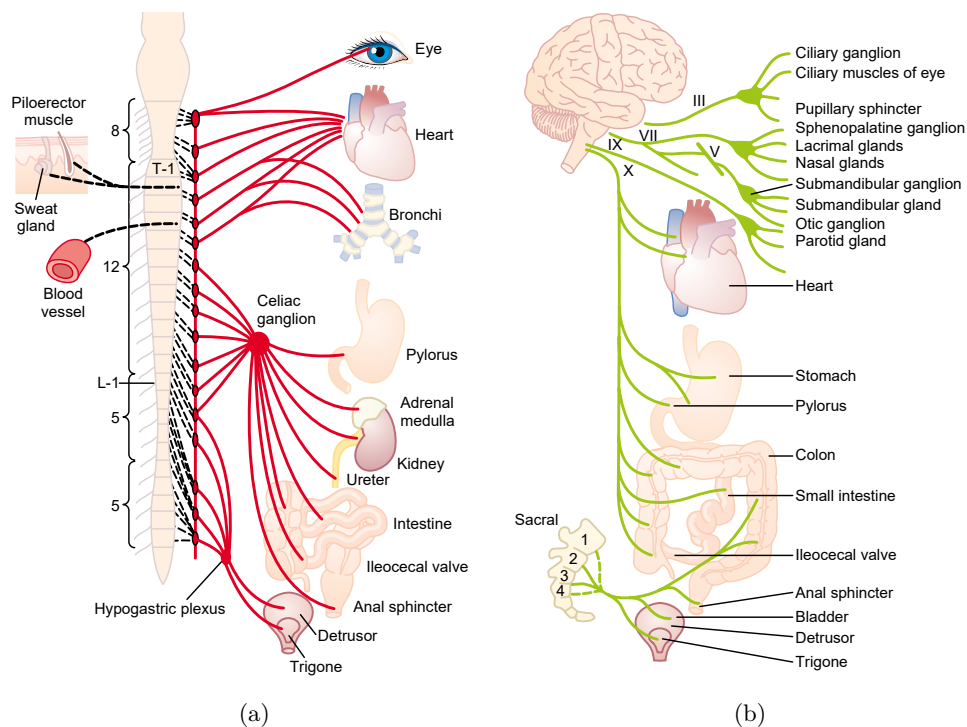 Eye
Piloerector
muscle
8
Heart
T-1
Sweat
gland
Bronchi
12
Blood
vessel
Celiac
ganglion
Pylorus
L-1
Adrenal
medulla
5
Kidney
Ureter
5
Intestine
Ileocecal valve
Hypogastric plexus
Anal sphincter
Detrusor
Trigone
(a)
Ciliary ganglion
Ciliary muscles of eye
III
Pupillary sphincter
Sphenopalatine ganglion
VII
Lacrimal glands
IX
V
Nasal glands
X
Submandibular ganglion
Submandibular gland
Otic ganglion
Parotid gland
Heart
Stomach
Pylorus
Colon
Small intestine
Sacral
1
2
Ileocecal valve
3
4
Anal sphincter
Bladder
Detrusor
Trigone
(b)